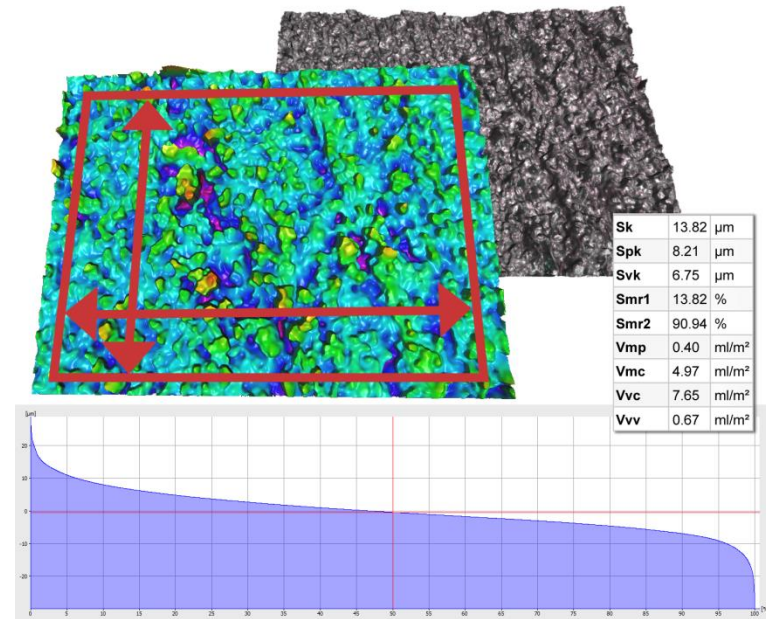 Sk 13.82 µm
Spk 8.21 µm
Svk 6.75 µm
Smr1 13.82 %
Smr2 90.94 %
Vmp 0.40 ml/m²
Vmc 4.97 ml/m²
Vvc 7.65 ml/m²
Vvv 0.67 ml/m²
[µm]
20
10
0
-10
-20
0 5 10 15 20 25 30 35 40 45 50 55 60 65 70 75 80 85 90 95 100